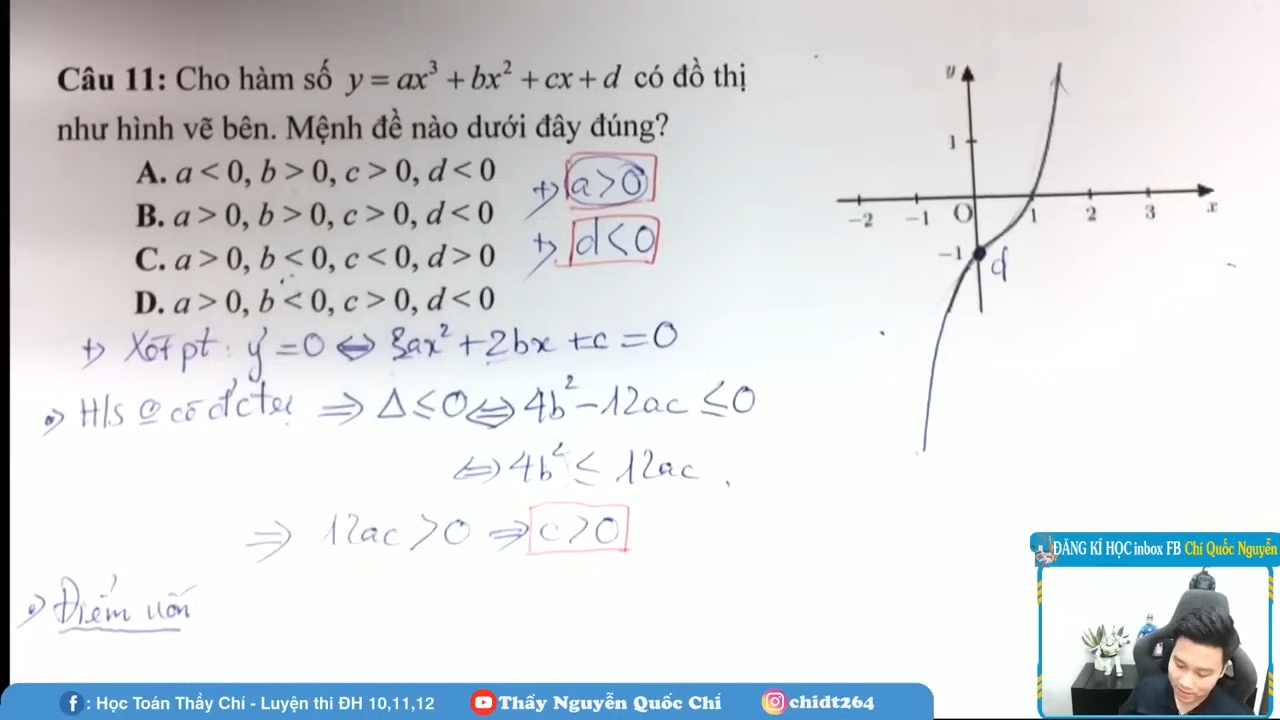 Câu 11: Cho hàm số y = ax³ + bx² + cx + d có đồ thị
như hình vẽ bên. Mệnh đề nào dưới đây đúng?
A. a < 0, b > 0, c > 0, d < 0
B. a > 0, b > 0, c > 0, d < 0
C. a > 0, b < 0, c < 0, d > 0
D. a > 0, b < 0, c > 0, d < 0
+) a > 0
+) d < 0
+) Xét pt: y' = 0 ⇔ 3ax² + 2bx + c = 0
H/s có đ'ctrị ⇒ Δ ≤ 0 ⇔ 4b² − 12ac ≤ 0
⇔ 4b² ≤ 12ac
⇒ 12ac > 0 ⇒ c > 0
Điểm uốn
y
1
−2 −1 O 1 2 3 x
−1 d
ĐĂNG KÍ HỌC inbox FB Chí Quốc Nguyễn
: Học Toán Thầy Chí - Luyện thi ĐH 10,11,12
Thầy Nguyễn Quốc Chí
chidt264